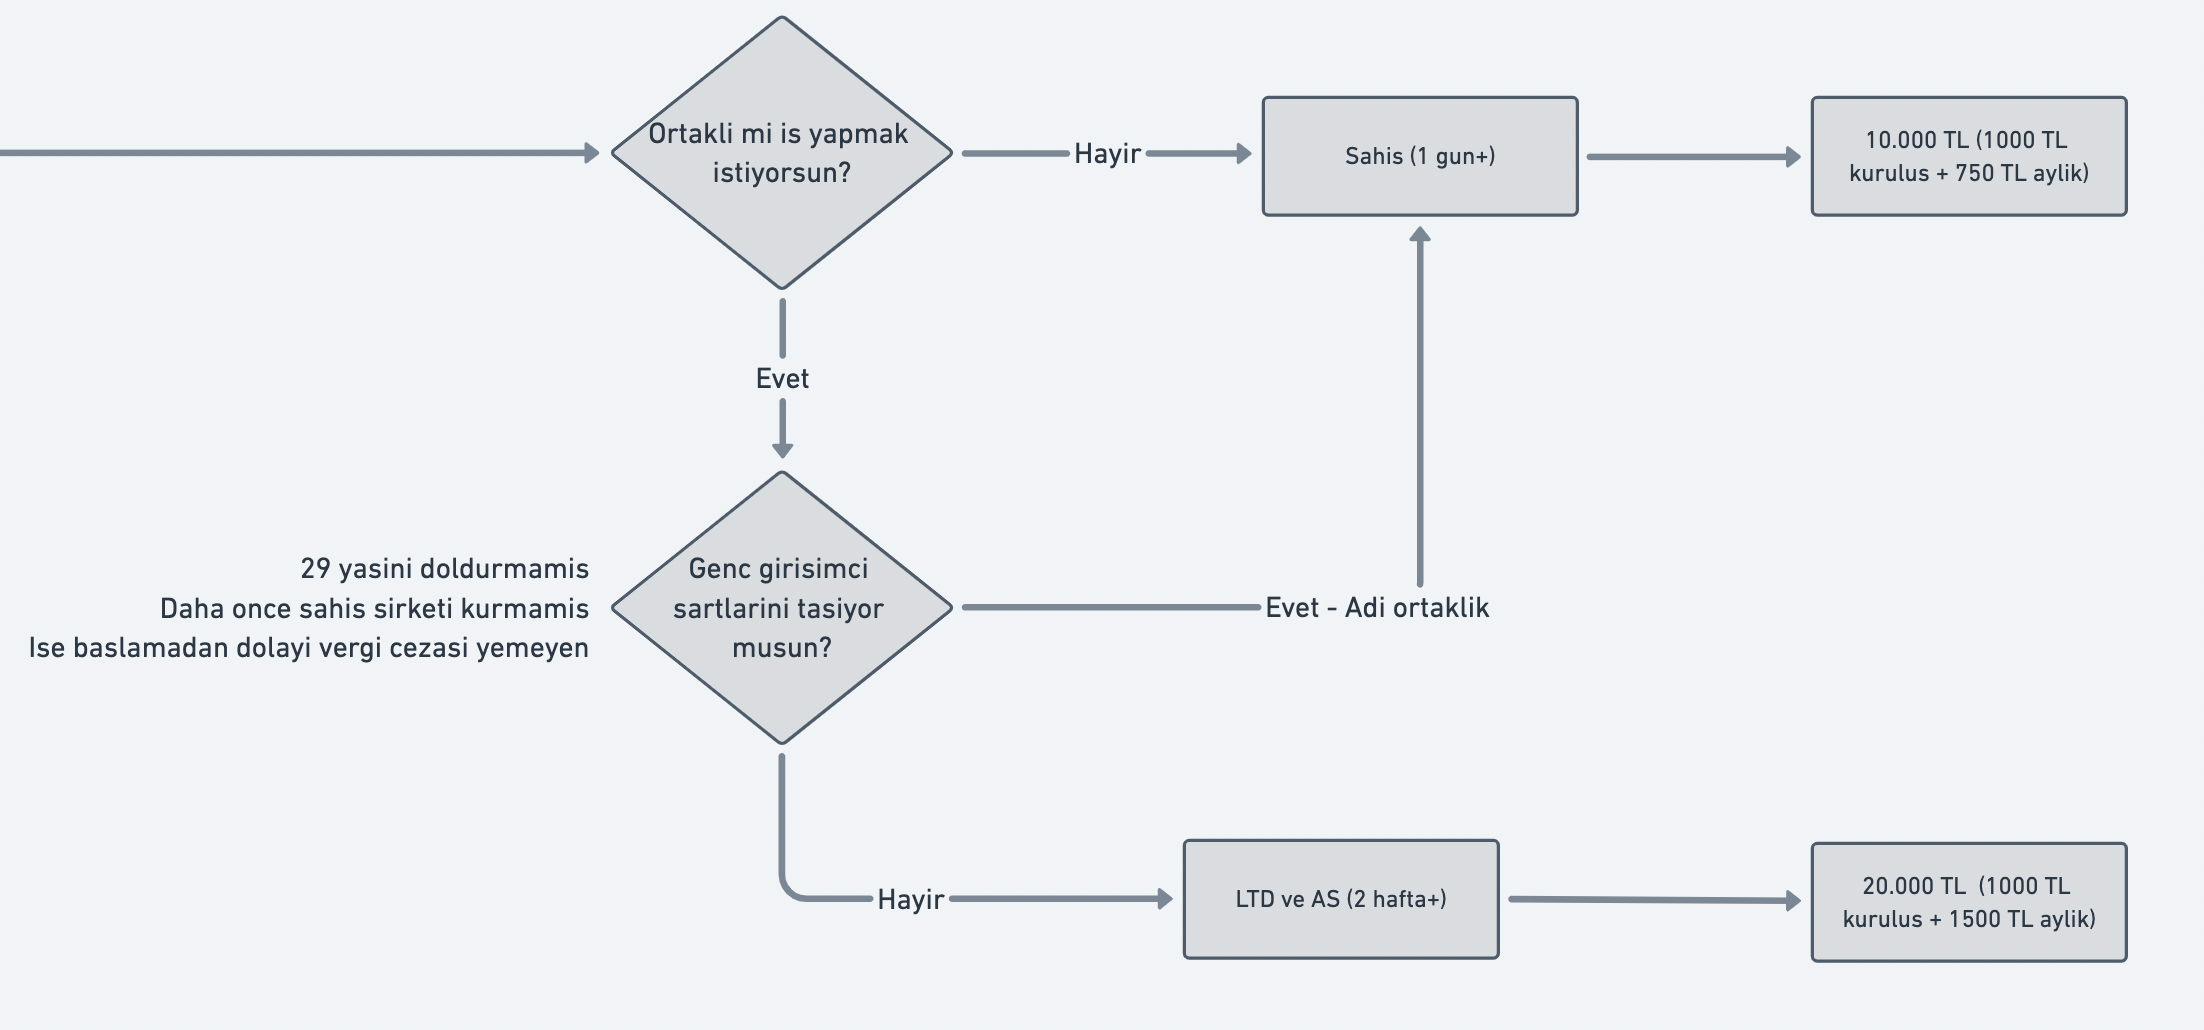 Ortakli mi is yapmak
istiyorsun?
Hayir
Sahis (1 gun+)
10.000 TL (1000 TL
kurulus + 750 TL aylik)
Evet
29 yasini doldurmamis
Daha once sahis sirketi kurmamis
Ise baslamadan dolayi vergi cezasi yemeyen
Genc girisimci
sartlarini tasiyor
musun?
Evet - Adi ortaklik
Hayir
LTD ve AS (2 hafta+)
20.000 TL (1000 TL
kurulus + 1500 TL aylik)